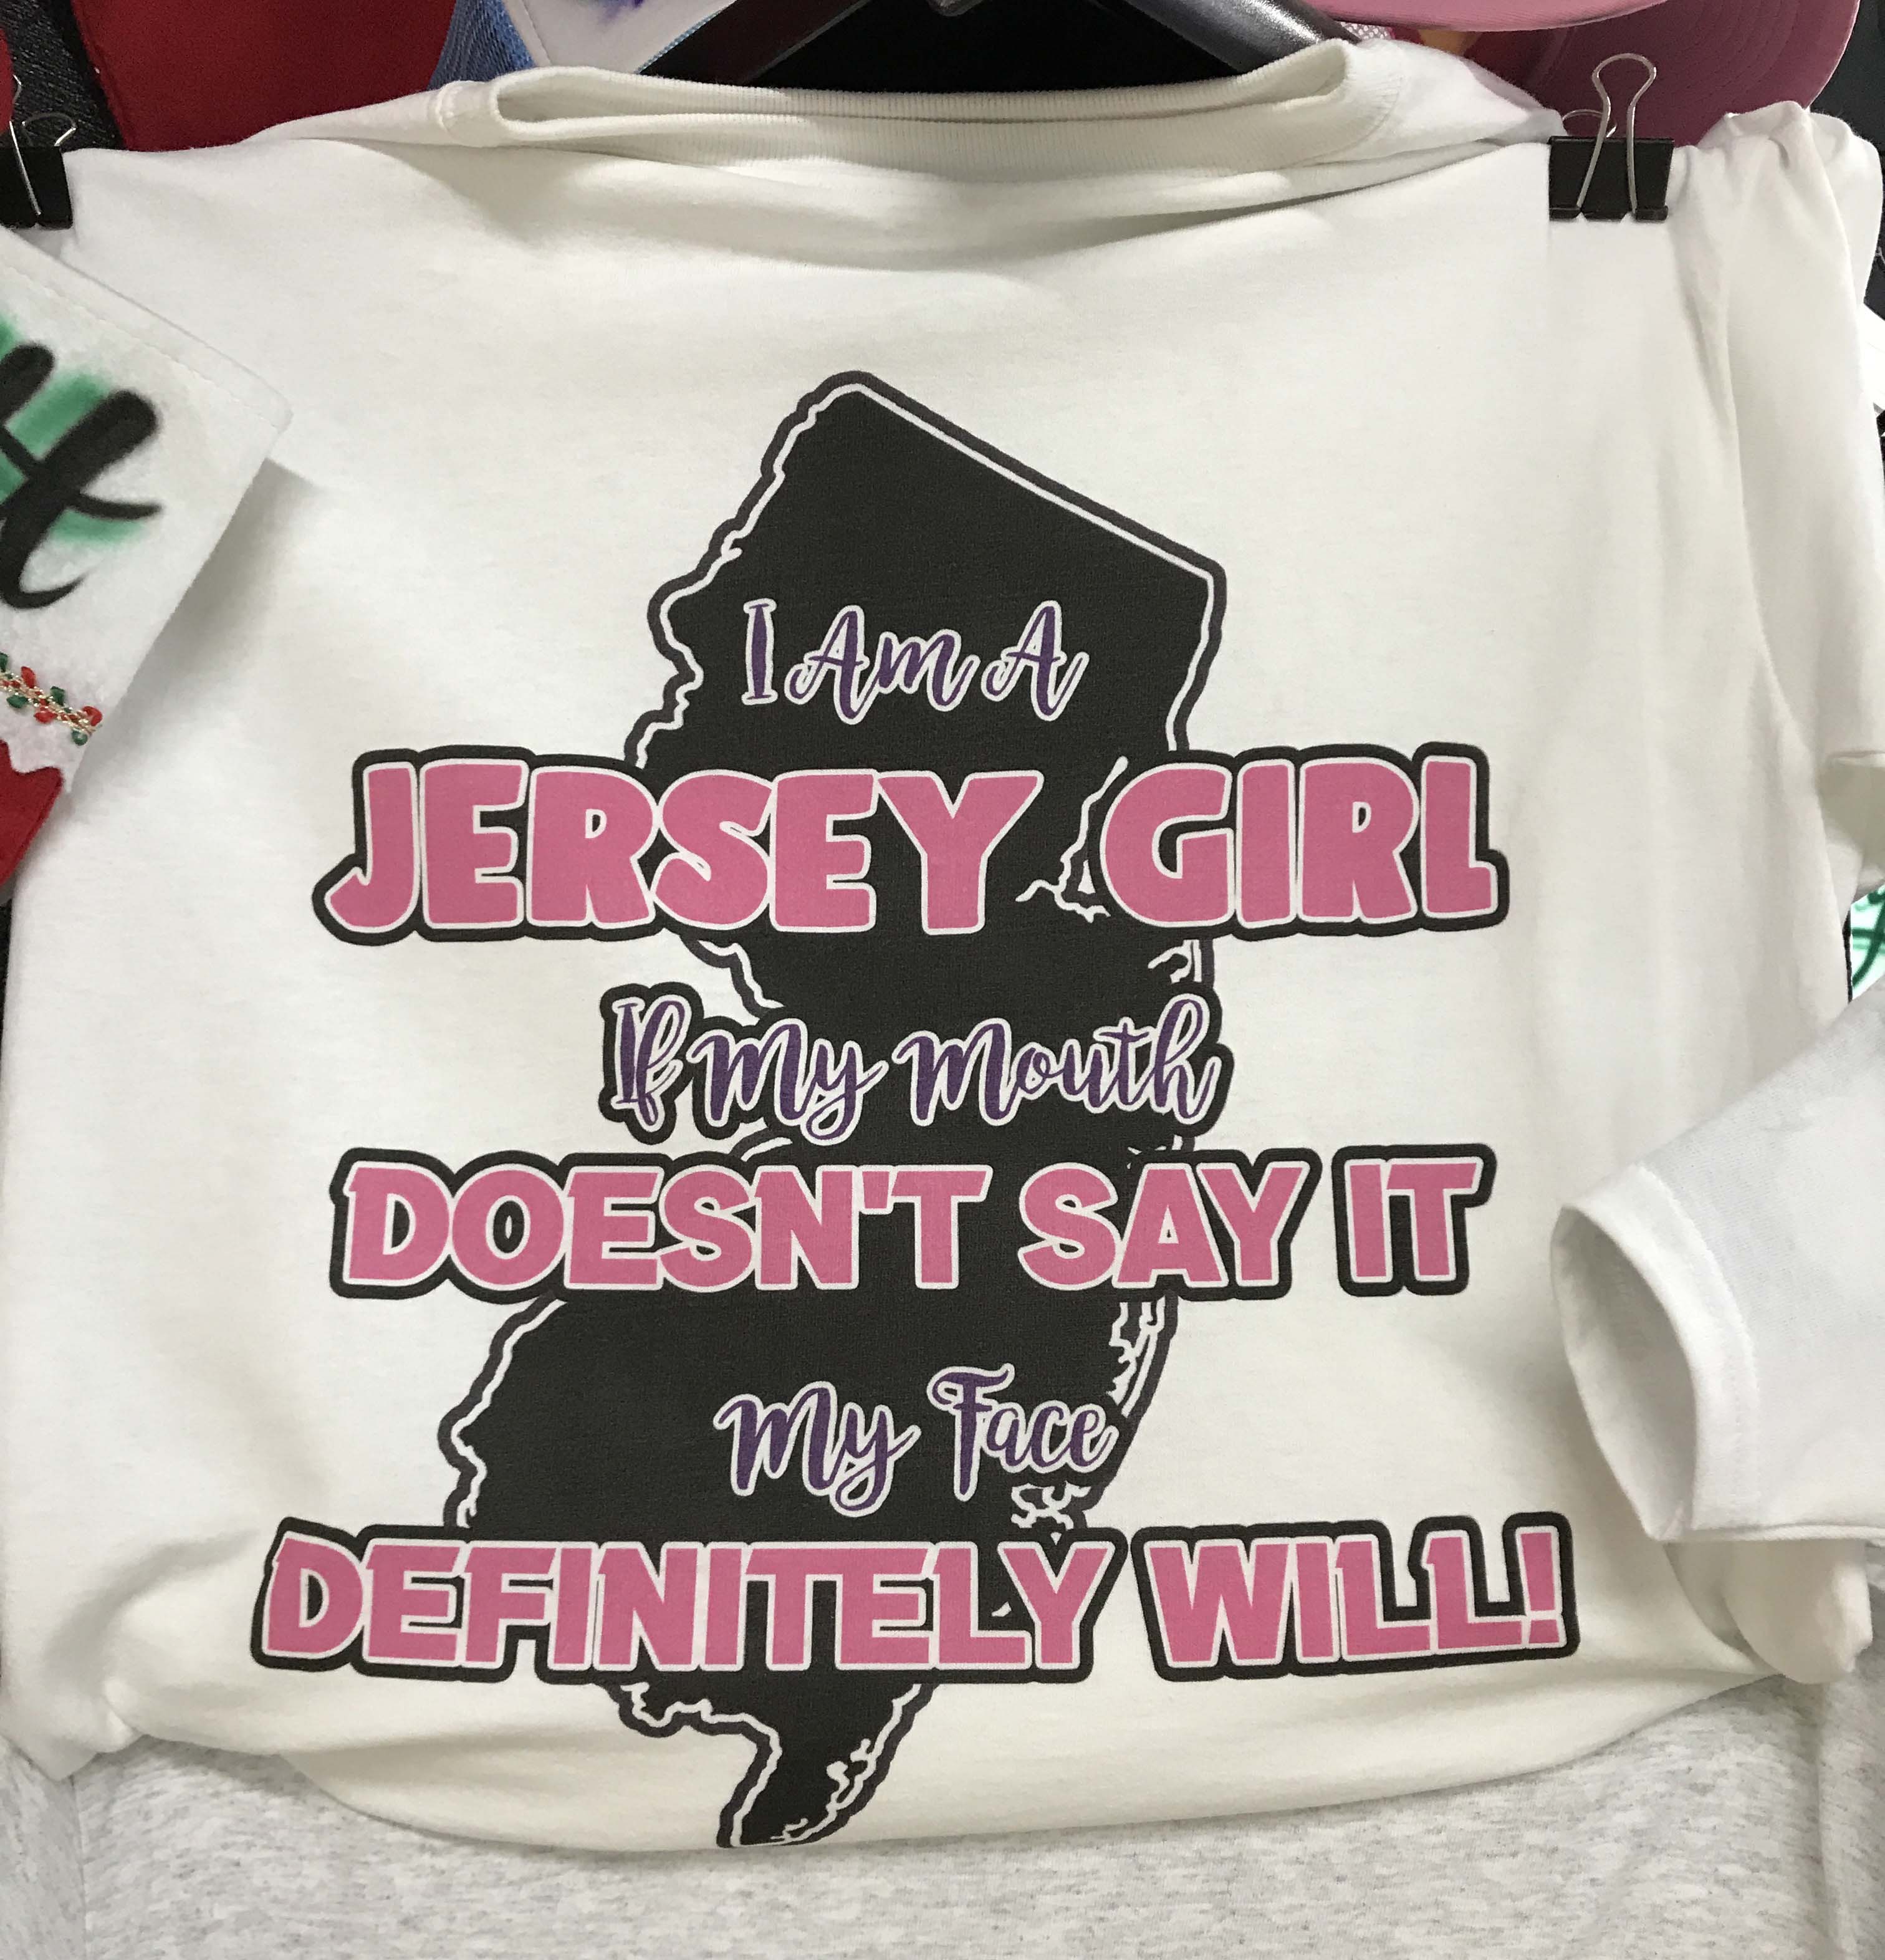 I Am A
JERSEY GIRL
If My Mouth
DOESN'T SAY IT
My Face
DEFINITELY WILL!